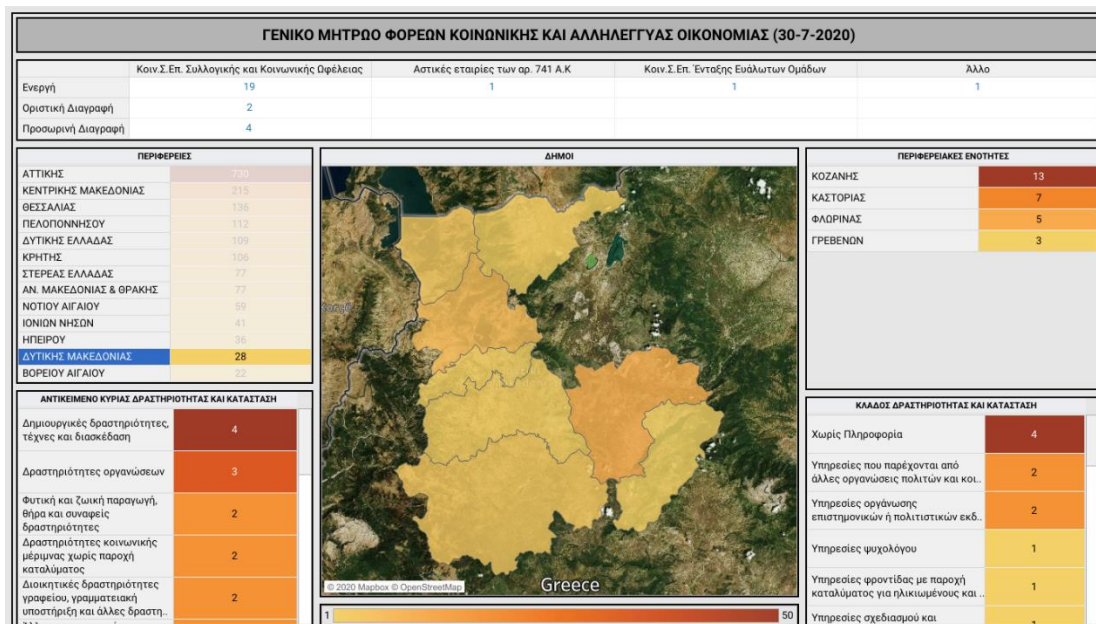 ΓΕΝΙΚΟ ΜΗΤΡΩΟ ΦΟΡΕΩΝ ΚΟΙΝΩΝΙΚΗΣ ΚΑΙ ΑΛΛΗΛΕΓΓΥΑΣ ΟΙΚΟΝΟΜΙΑΣ (30-7-2020)
Κοιν.Σ.Επ. Συλλογικής και Κοινωνικής Ωφέλειας Αστικές εταιρίες των αρ. 741 Α.Κ Κοιν.Σ.Επ. Ένταξης Ευάλωτων Ομάδων Άλλο
Ενεργή 19 1 1 1
Οριστική Διαγραφή 2
Προσωρινή Διαγραφή 4
ΠΕΡΙΦΕΡΕΙΕΣ
ΑΤΤΙΚΗΣ 730
ΚΕΝΤΡΙΚΗΣ ΜΑΚΕΔΟΝΙΑΣ 215
ΘΕΣΣΑΛΙΑΣ 136
ΠΕΛΟΠΟΝΝΗΣΟΥ 112
ΔΥΤΙΚΗΣ ΕΛΛΑΔΑΣ 109
ΚΡΗΤΗΣ 106
ΣΤΕΡΕΑΣ ΕΛΛΑΔΑΣ 77
ΑΝ. ΜΑΚΕΔΟΝΙΑΣ & ΘΡΑΚΗΣ 77
ΝΟΤΙΟΥ ΑΙΓΑΙΟΥ 59
ΙΟΝΙΩΝ ΝΗΣΩΝ 41
ΗΠΕΙΡΟΥ 36
ΔΥΤΙΚΗΣ ΜΑΚΕΔΟΝΙΑΣ 28
ΒΟΡΕΙΟΥ ΑΙΓΑΙΟΥ 22
ΔΗΜΟΙ
© 2020 Mapbox © OpenStreetMap
Greece
1 50
ΠΕΡΙΦΕΡΕΙΑΚΕΣ ΕΝΟΤΗΤΕΣ
ΚΟΖΑΝΗΣ 13
ΚΑΣΤΟΡΙΑΣ 7
ΦΛΩΡΙΝΑΣ 5
ΓΡΕΒΕΝΩΝ 3
ΑΝΤΙΚΕΙΜΕΝΟ ΚΥΡΙΑΣ ΔΡΑΣΤΗΡΙΟΤΗΤΑΣ ΚΑΙ ΚΑΤΑΣΤΑΣΗ
Δημιουργικές δραστηριότητες,
τέχνες και διασκέδαση 4
Δραστηριότητες οργανώσεων 3
Φυτική και ζωική παραγωγή,
θήρα και συναφείς
δραστηριότητες 2
Δραστηριότητες κοινωνικής
μέριμνας χωρίς παροχή
καταλύματος 2
Διοικητικές δραστηριότητες
γραφείου, γραμματειακή
υποστήριξη και άλλες δραστη.. 2
ΚΛΑΔΟΣ ΔΡΑΣΤΗΡΙΟΤΗΤΑΣ ΚΑΙ ΚΑΤΑΣΤΑΣΗ
Χωρίς Πληροφορία 4
Υπηρεσίες που παρέχονται από
άλλες οργανώσεις πολιτών και κοι.. 2
Υπηρεσίες οργάνωσης
επιστημονικών ή πολιτιστικών εκδ.. 2
Υπηρεσίες ψυχολόγου 1
Υπηρεσίες φροντίδας με παροχή
καταλύματος για ηλικιωμένους και .. 1
Υπηρεσίες σχεδιασμού και